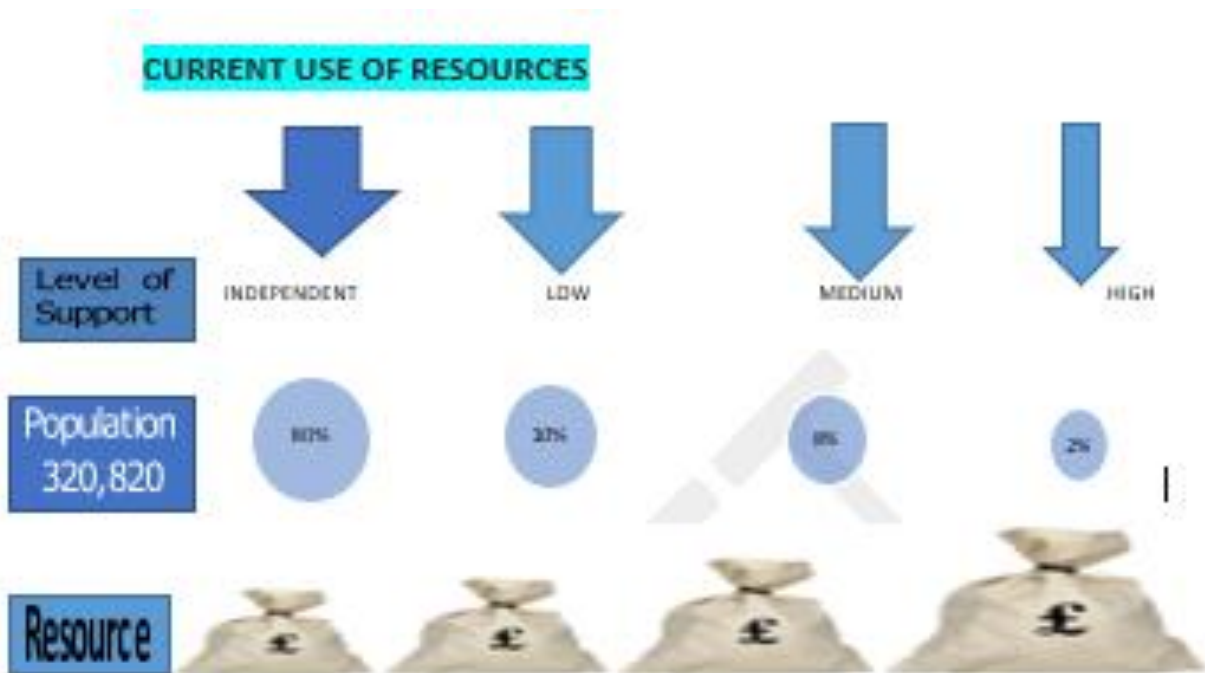 CURRENT USE OF RESOURCES
Level of
Support
INDEPENDENT
LOW
MEDIUM
HIGH
Population
320,820
80%
10%
8%
2%
Resource
£
£
£
£